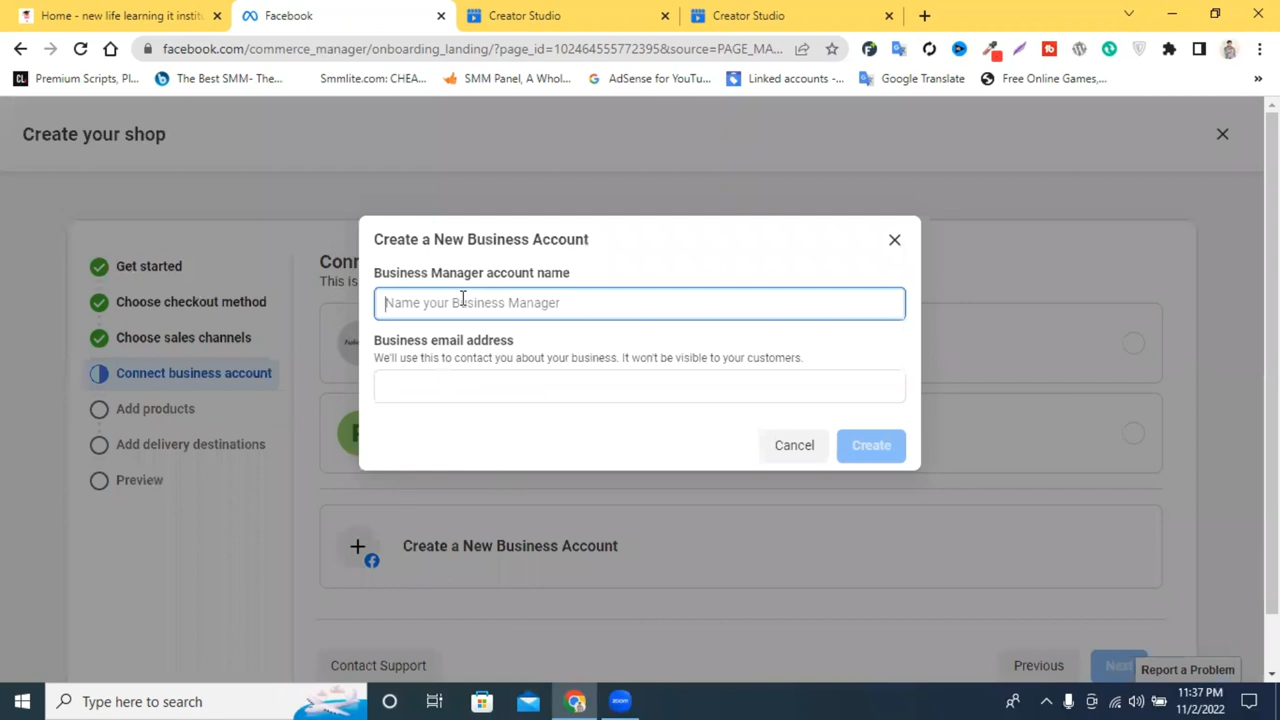 Home - new life learning it institu
Facebook
Creator Studio
Creator Studio
facebook.com/commerce_manager/onboarding_landing/?page_id=102464555772395&source=PAGE_MA...
Premium Scripts, Pl...
The Best SMM- The...
Smmlite.com: CHEA...
SMM Panel, A Whol...
AdSense for YouTu...
Linked accounts -...
Google Translate
Free Online Games,...
Create your shop
Get started
Choose checkout method
Choose sales channels
Connect business account
Add products
Add delivery destinations
Preview
Conn
This is
Create a New Business Account
Business Manager account name
Name your Business Manager
Business email address
We'll use this to contact you about your business. It won't be visible to your customers.
Cancel
Create
Create a New Business Account
Contact Support
Previous
Next
Report a Problem
Type here to search
zoom
11:37 PM
11/2/2022